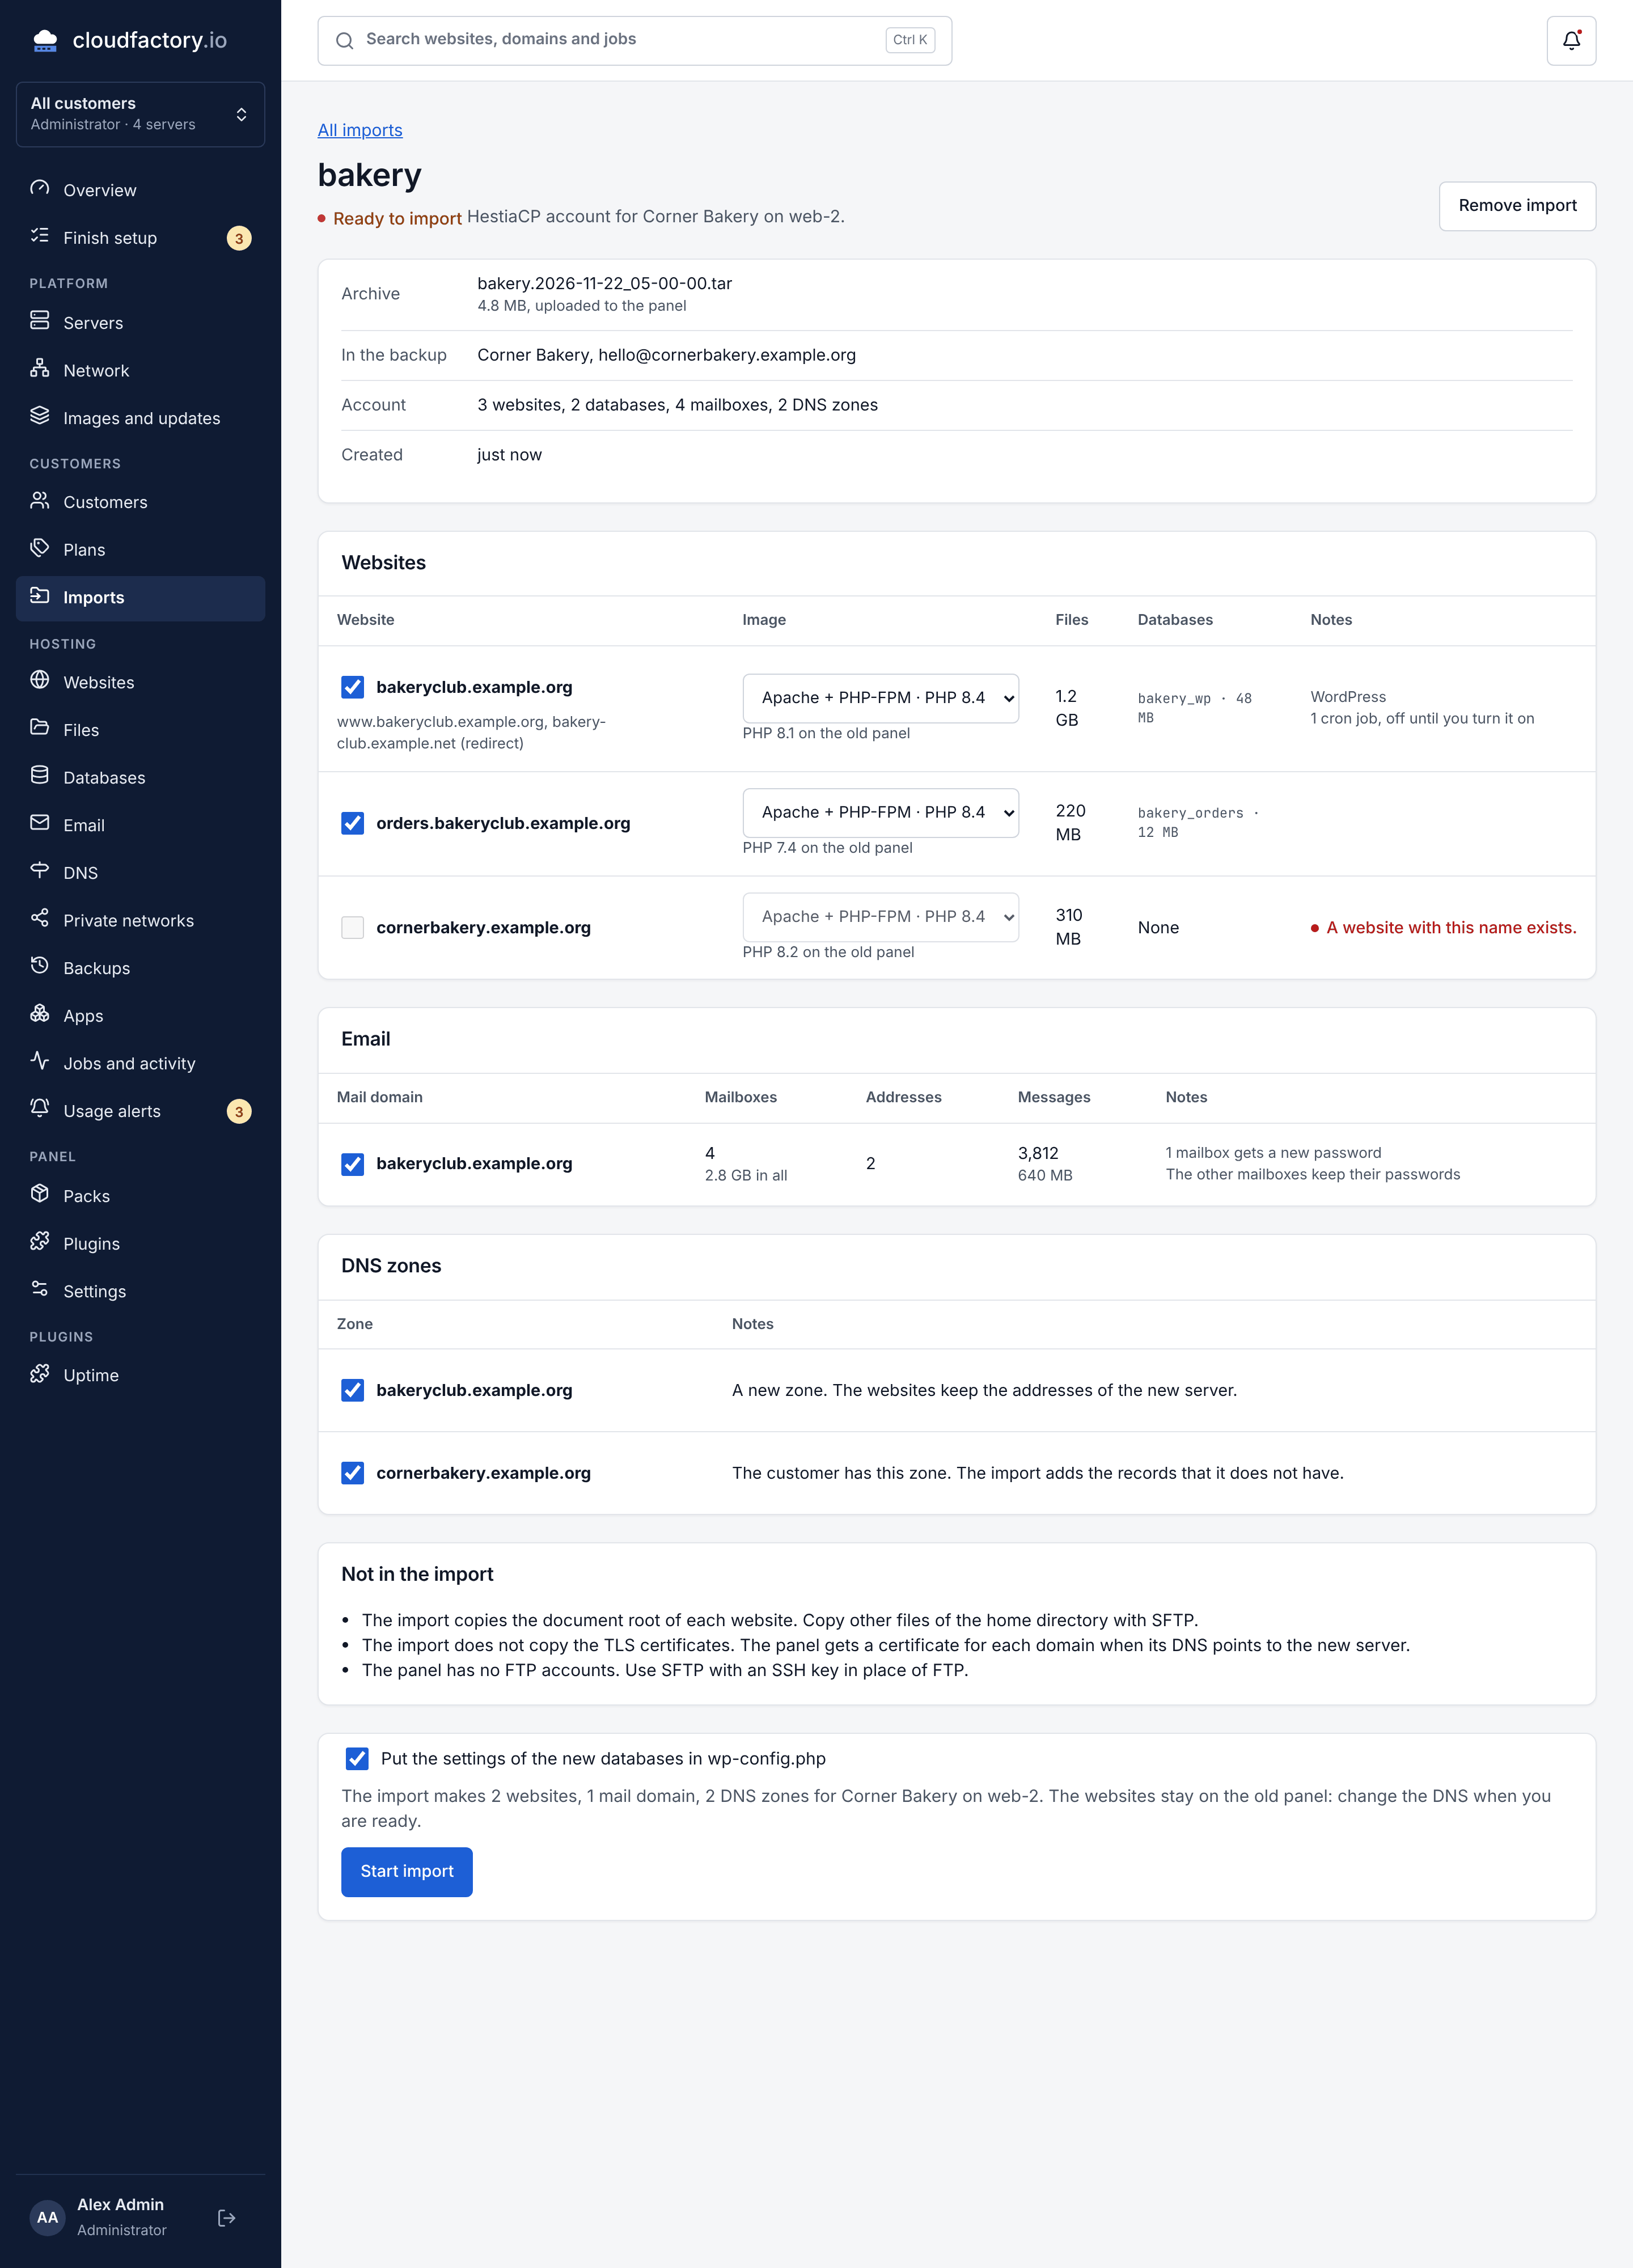 cloudfactory.io
All customers
Administrator · 4 servers
Overview
Finish setup 3
PLATFORM
Servers
Network
Images and updates
CUSTOMERS
Customers
Plans
Imports
HOSTING
Websites
Files
Databases
Email
DNS
Private networks
Backups
Apps
Jobs and activity
Usage alerts 3
PANEL
Packs
Plugins
Settings
PLUGINS
Uptime
AA
Alex Admin
Administrator
Search websites, domains and jobs Ctrl K
All imports
bakery
Ready to import HestiaCP account for Corner Bakery on web-2.
Remove import
Archive bakery.2026-11-22_05-00-00.tar
4.8 MB, uploaded to the panel
In the backup Corner Bakery, hello@cornerbakery.example.org
Account 3 websites, 2 databases, 4 mailboxes, 2 DNS zones
Created just now
Websites
Website Image Files Databases Notes
bakeryclub.example.org
www.bakeryclub.example.org, bakery-
club.example.net (redirect)
Apache + PHP-FPM · PHP 8.4
PHP 8.1 on the old panel
1.2
GB
bakery_wp · 48
MB
WordPress
1 cron job, off until you turn it on
orders.bakeryclub.example.org
Apache + PHP-FPM · PHP 8.4
PHP 7.4 on the old panel
220
MB
bakery_orders ·
12 MB
cornerbakery.example.org
Apache + PHP-FPM · PHP 8.4
PHP 8.2 on the old panel
310
MB
None
A website with this name exists.
Email
Mail domain Mailboxes Addresses Messages Notes
bakeryclub.example.org
4
2.8 GB in all
2
3,812
640 MB
1 mailbox gets a new password
The other mailboxes keep their passwords
DNS zones
Zone Notes
bakeryclub.example.org A new zone. The websites keep the addresses of the new server.
cornerbakery.example.org The customer has this zone. The import adds the records that it does not have.
Not in the import
• The import copies the document root of each website. Copy other files of the home directory with SFTP.
• The import does not copy the TLS certificates. The panel gets a certificate for each domain when its DNS points to the new server.
• The panel has no FTP accounts. Use SFTP with an SSH key in place of FTP.
Put the settings of the new databases in wp-config.php
The import makes 2 websites, 1 mail domain, 2 DNS zones for Corner Bakery on web-2. The websites stay on the old panel: change the DNS when you
are ready.
Start import